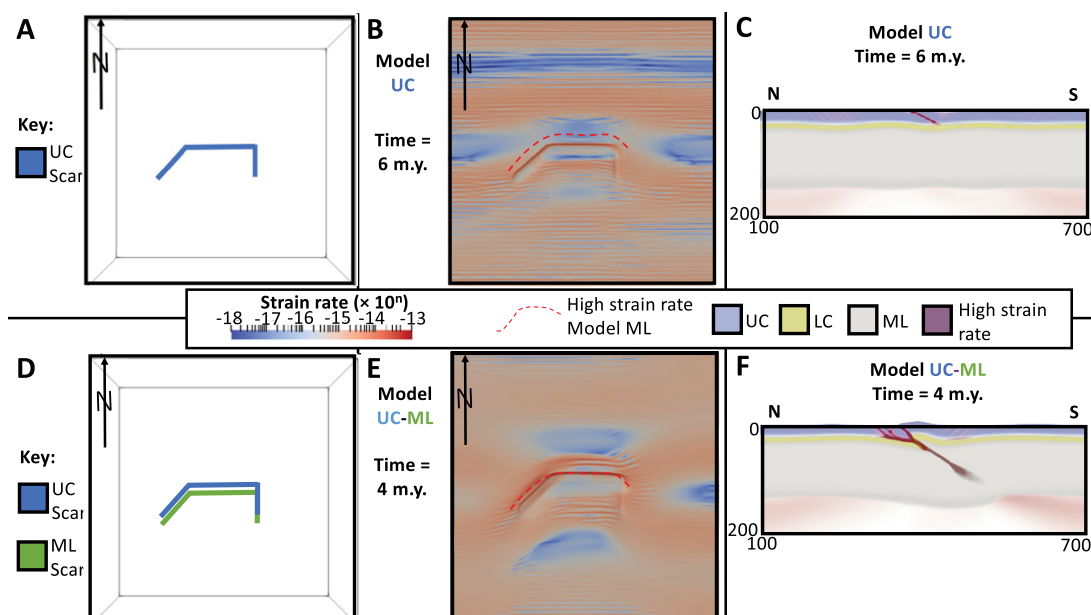 A
N
Key:
UC
Scar
B
Model
UC
Time =
6 m.y.
N
C
Model UC
Time = 6 m.y.
N
S
0
200
100
700
Strain rate (× 10ⁿ)
-18 -17 -16 -15 -14 -13
High strain rate
Model ML
UC
LC
ML
High strain
rate
D
N
Key:
UC
Scar
ML
Scar
E
Model
UC-ML
Time =
4 m.y.
N
F
Model UC-ML
Time = 4 m.y.
N
S
0
200
100
700